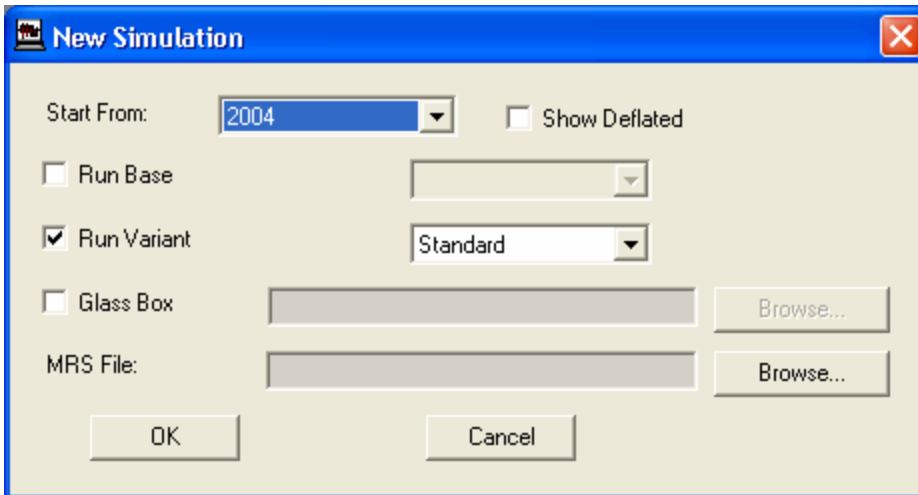 New Simulation
Start From: 2004 Show Deflated
Run Base
Run Variant Standard
Glass Box Browse...
MRS File: Browse...
OK Cancel